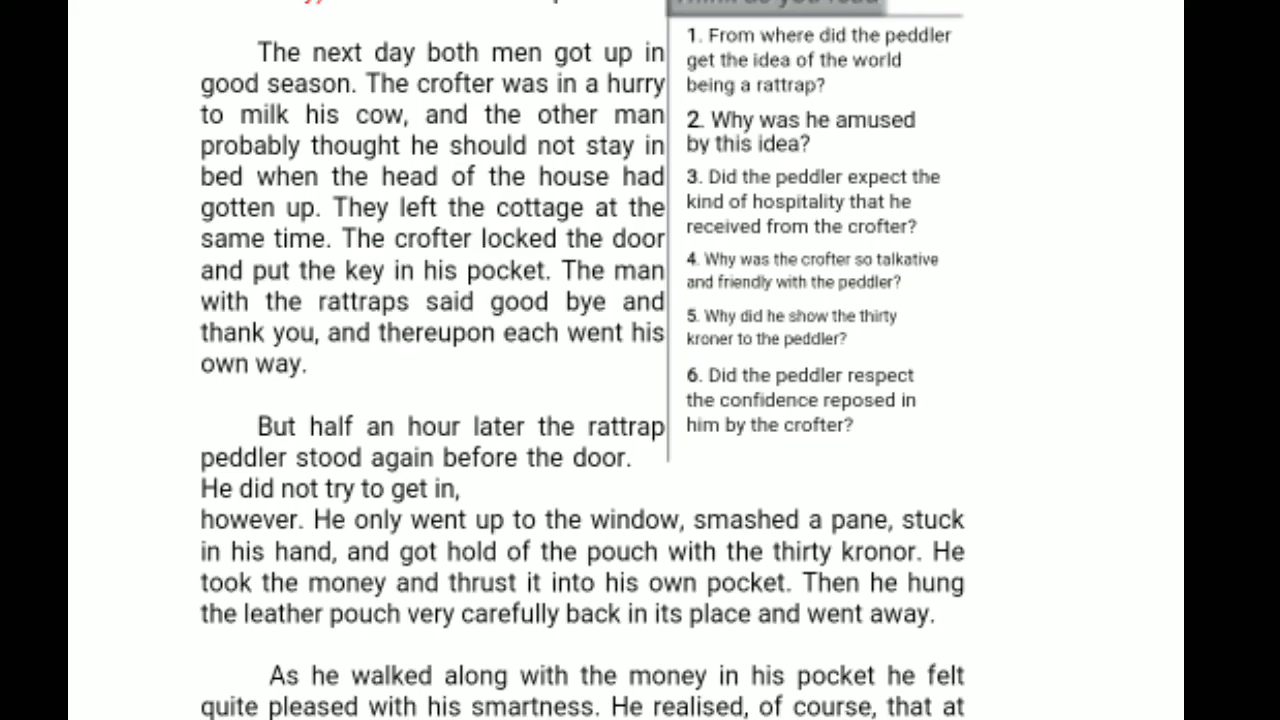 Think as you read
The next day both men got up in
good season. The crofter was in a hurry
to milk his cow, and the other man
probably thought he should not stay in
bed when the head of the house had
gotten up. They left the cottage at the
same time. The crofter locked the door
and put the key in his pocket. The man
with the rattraps said good bye and
thank you, and thereupon each went his
own way.
But half an hour later the rattrap
peddler stood again before the door.
He did not try to get in,
1. From where did the peddler
get the idea of the world
being a rattrap?
2. Why was he amused
by this idea?
3. Did the peddler expect the
kind of hospitality that he
received from the crofter?
4. Why was the crofter so talkative
and friendly with the peddler?
5. Why did he show the thirty
kroner to the peddler?
6. Did the peddler respect
the confidence reposed in
him by the crofter?
however. He only went up to the window, smashed a pane, stuck
in his hand, and got hold of the pouch with the thirty kronor. He
took the money and thrust it into his own pocket. Then he hung
the leather pouch very carefully back in its place and went away.
As he walked along with the money in his pocket he felt
quite pleased with his smartness. He realised, of course, that at